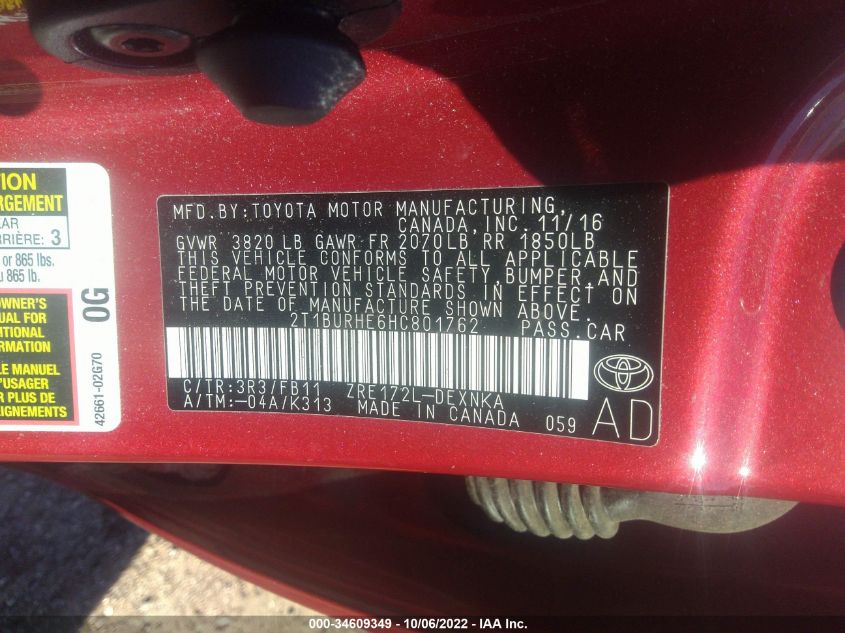 TION
RGEMENT
EAR
RRIÈRE: 3
or 865 lbs.
u 865 lb.
OWNER'S
UAL FOR
DITIONAL
RMATION
LE MANUEL
L'USAGER
R PLUS DE
IGNEMENTS
0G
42661-02G70
MFD. BY: TOYOTA MOTOR MANUFACTURING,
CANADA, INC. 11/16
GVWR 3820 LB GAWR FR 2070LB RR 1850LB
THIS VEHICLE CONFORMS TO ALL APPLICABLE
FEDERAL MOTOR VEHICLE SAFETY, BUMPER, AND
THEFT PREVENTION STANDARDS IN EFFECT ON
THE DATE OF MANUFACTURE SHOWN ABOVE.
2T1BURHE6HC801762 PASS.CAR
C/TR:3R3/FB11 ZRE172L-DEXNKA
A/TM:-04A/K313 MADE IN CANADA 059
AD
000-34609349 - 10/06/2022 - IAA Inc.